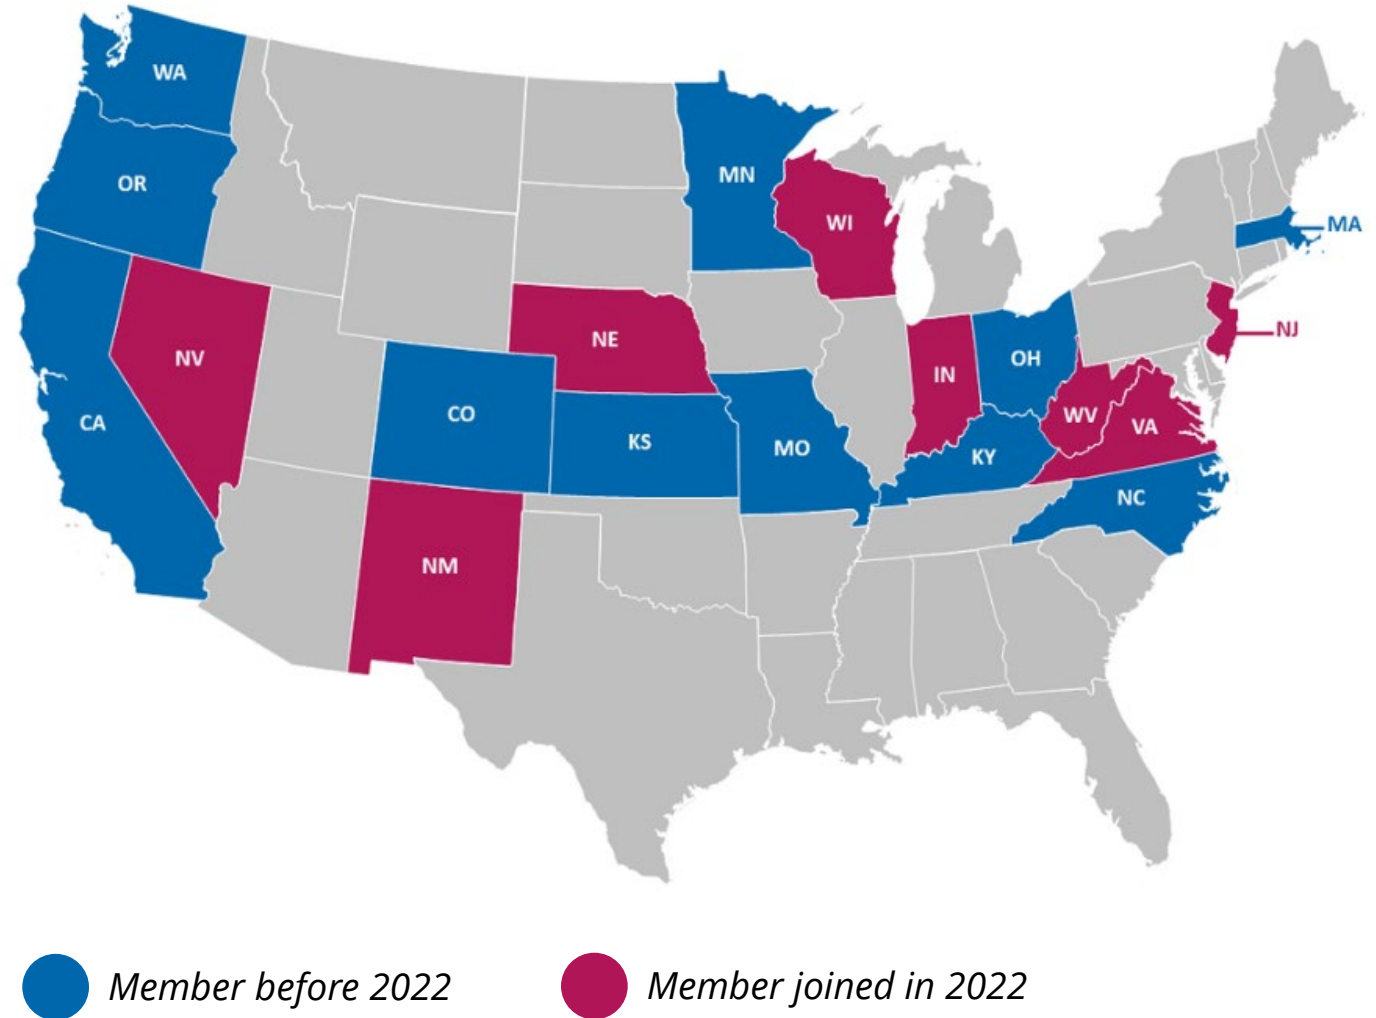 WA
OR
MN
WI
MA
NV
NE
NJ
IN
OH
CA
CO
KS
MO
KY
WV
VA
NC
NM
Member before 2022
Member joined in 2022